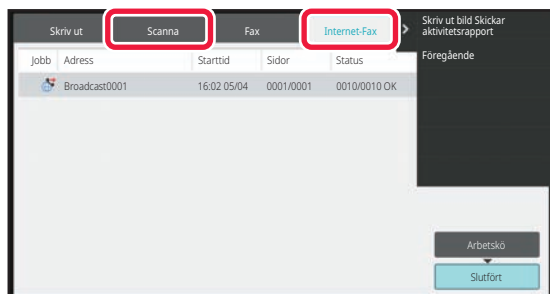 Skriv ut Scanna Fax Internet-Fax
Jobb Adress Starttid Sidor Status
Broadcast0001 16:02 05/04 0001/0001 0010/0010 OK
Skriv ut bild Skickar
aktivitetsrapport
Föregående
Arbetskö
Slutfört